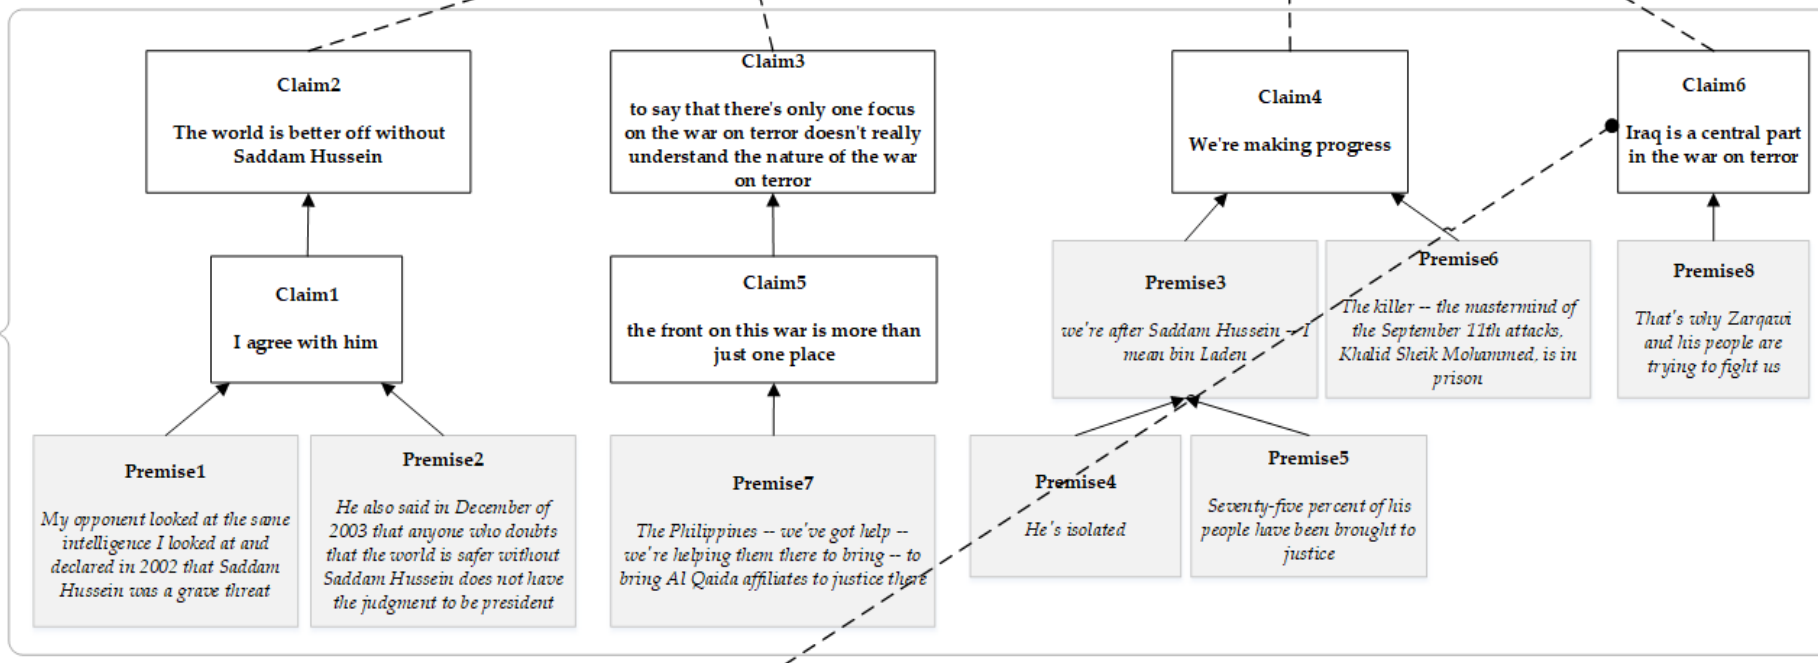 Claim2
The world is better off without
Saddam Hussein
Claim3
to say that there's only one focus
on the war on terror doesn't really
understand the nature of the war
on terror
Claim4
We're making progress
Claim6
Iraq is a central part
in the war on terror
Claim1
I agree with him
Claim5
the front on this war is more than
just one place
Premise3
we're after Saddam Hussein -- I
mean bin Laden
Premise6
The killer -- the mastermind of
the September 11th attacks,
Khalid Sheik Mohammed, is in
prison
Premise8
That's why Zarqawi
and his people are
trying to fight us
Premise1
My opponent looked at the same
intelligence I looked at and
declared in 2002 that Saddam
Hussein was a grave threat
Premise2
He also said in December of
2003 that anyone who doubts
that the world is safer without
Saddam Hussein does not have
the judgment to be president
Premise7
The Philippines -- we've got help --
we're helping them there to bring -- to
bring Al Qaida affiliates to justice there
Premise4
He's isolated
Premise5
Seventy-five percent of his
people have been brought to
justice